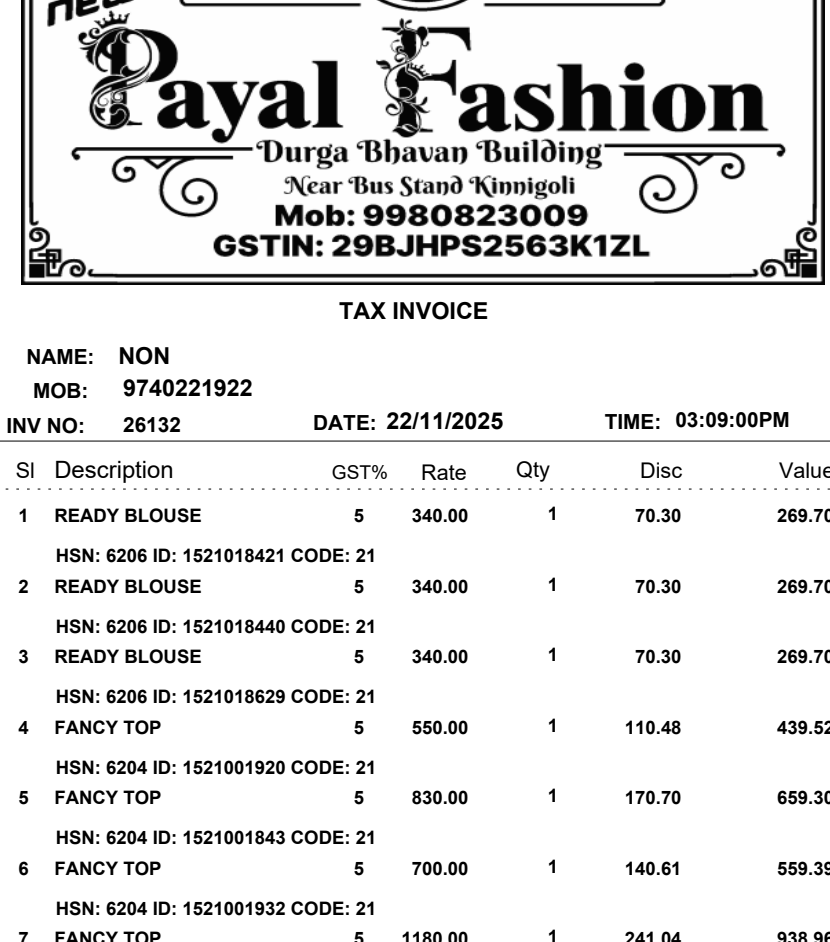 new
Payal Fashion
Durga Bhavan Building
Near Bus Stand Kinnigoli
Mob: 9980823009
GSTIN: 29BJHPS2563K1ZL
TAX INVOICE
NAME: NON
MOB: 9740221922
INV NO: 26132 DATE: 22/11/2025 TIME: 03:09:00PM
Sl Description GST% Rate Qty Disc Value
1 READY BLOUSE 5 340.00 1 70.30 269.70
HSN: 6206 ID: 1521018421 CODE: 21
2 READY BLOUSE 5 340.00 1 70.30 269.70
HSN: 6206 ID: 1521018440 CODE: 21
3 READY BLOUSE 5 340.00 1 70.30 269.70
HSN: 6206 ID: 1521018629 CODE: 21
4 FANCY TOP 5 550.00 1 110.48 439.52
HSN: 6204 ID: 1521001920 CODE: 21
5 FANCY TOP 5 830.00 1 170.70 659.30
HSN: 6204 ID: 1521001843 CODE: 21
6 FANCY TOP 5 700.00 1 140.61 559.39
HSN: 6204 ID: 1521001932 CODE: 21
7 FANCY TOP 5 1180.00 1 241.04 938.96